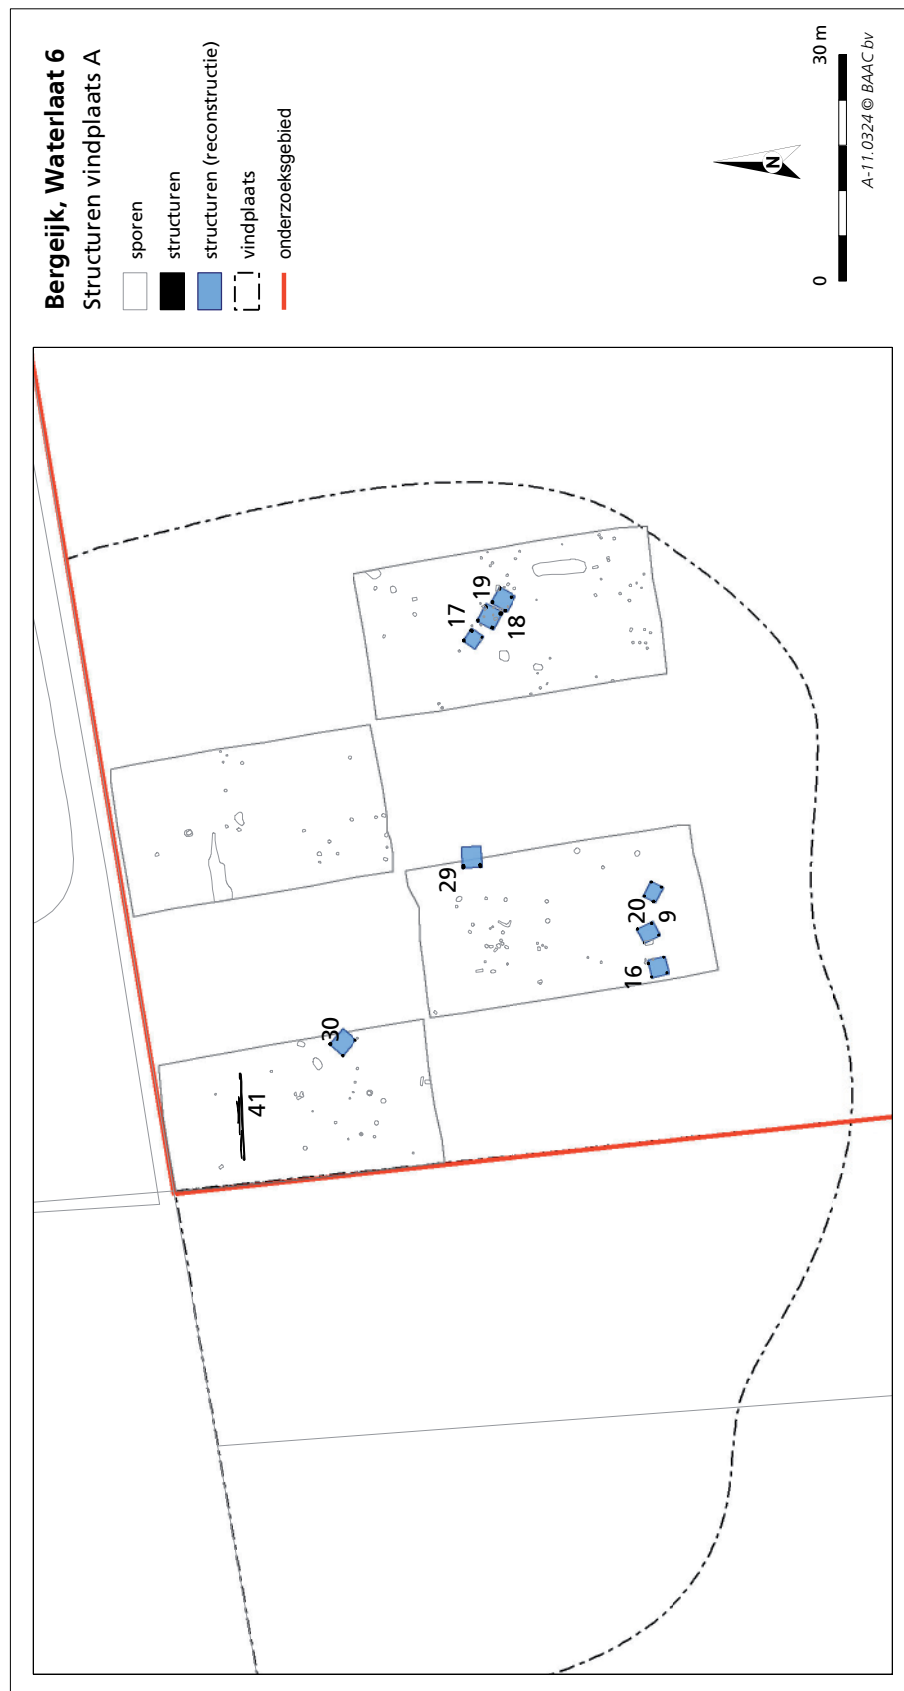 Bergeijk, Waterlaat 6
Structuren vindplaats A
sporen
structuren
structuren (reconstructie)
vindplaats
onderzoeksgebied
N
0
30 m
A-11.0324 © BAAC bv
17
19
18
29
20
9
16
30
41